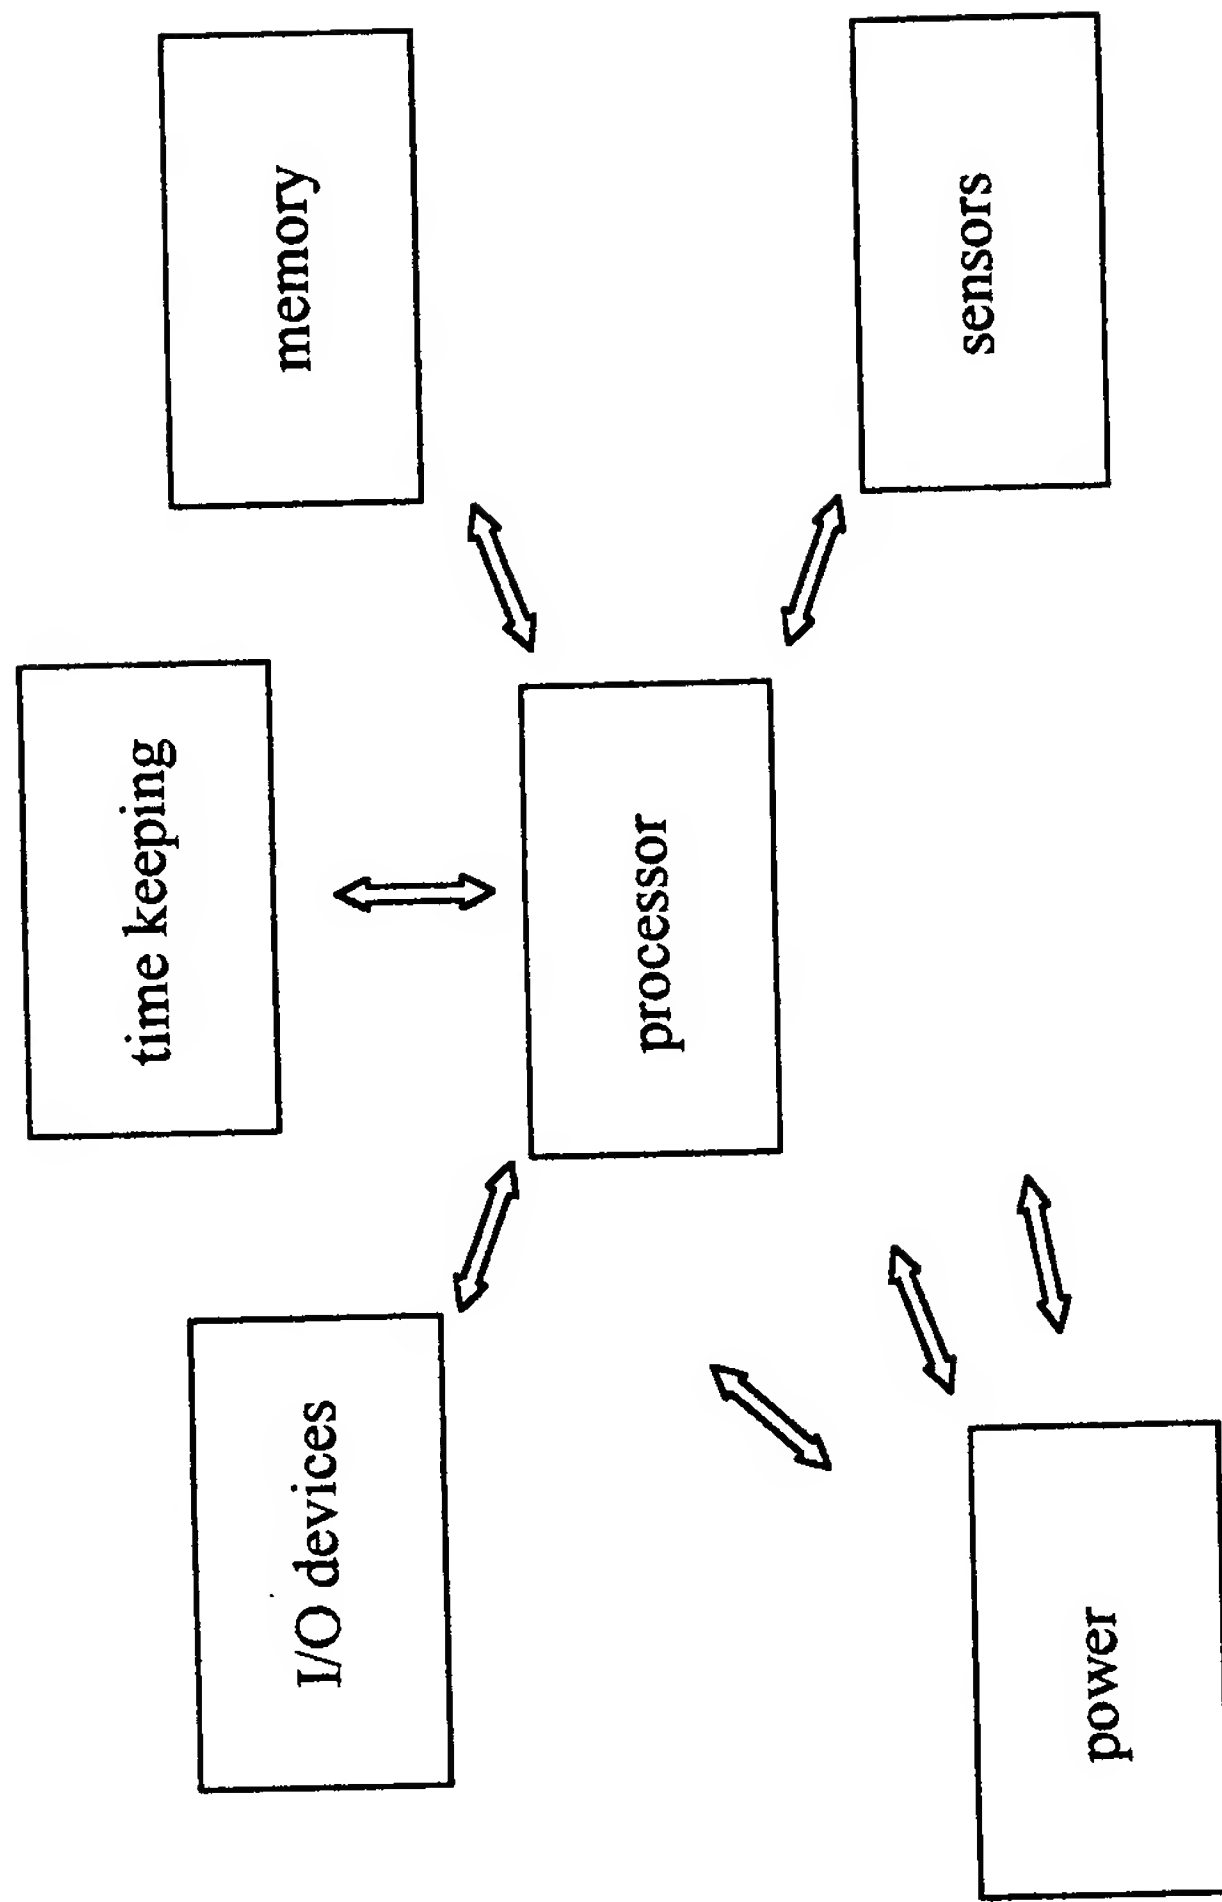 I/O devices
time keeping
memory
processor
power
sensors